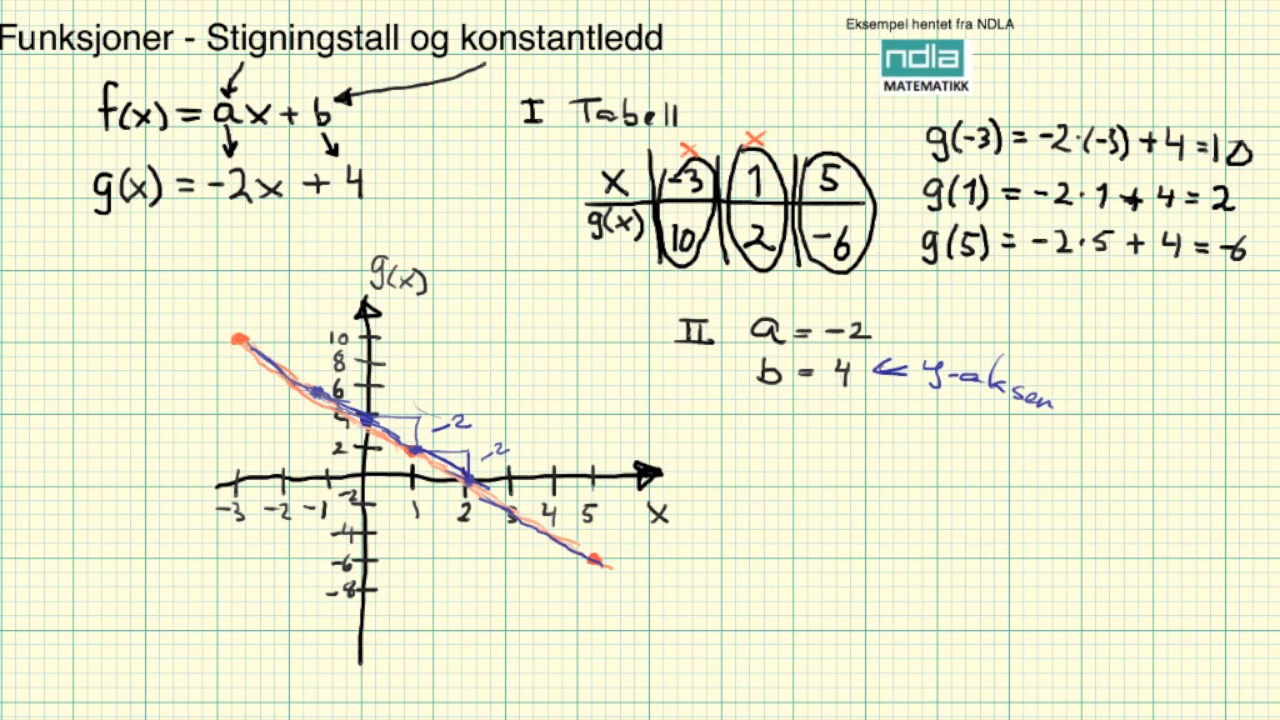 Funksjoner - Stigningstall og konstantledd
Eksempel hentet fra NDLA
ndla
MATEMATIKK
f(x) = ax + b
g(x) = -2x + 4
I Tabell
x x
X -3 1 5
g(x) 10 2 -6
g(-3) = -2·(-3) + 4 = 10
g(1) = -2·1 + 4 = 2
g(5) = -2·5 + 4 = -6
II a = -2
b = 4 ← y-aksen
g(x)
10
8
6
4
2
-2
-2
-3 -2 -1 1 2 3 4 5 X
-2
-4
-6
-8